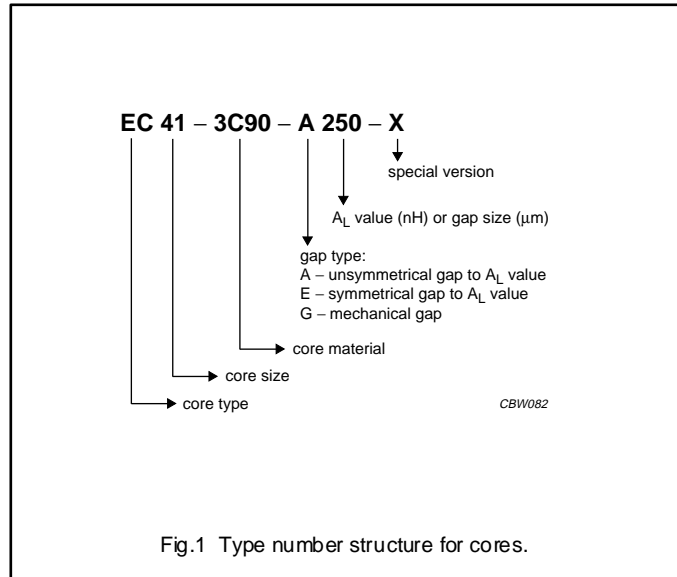 EC 41 – 3C90 – A 250 – X
special version
AL value (nH) or gap size (μm)
gap type:
A – unsymmetrical gap to AL value
E – symmetrical gap to AL value
G – mechanical gap
core material
core size
core type
CBW082
Fig.1 Type number structure for cores.